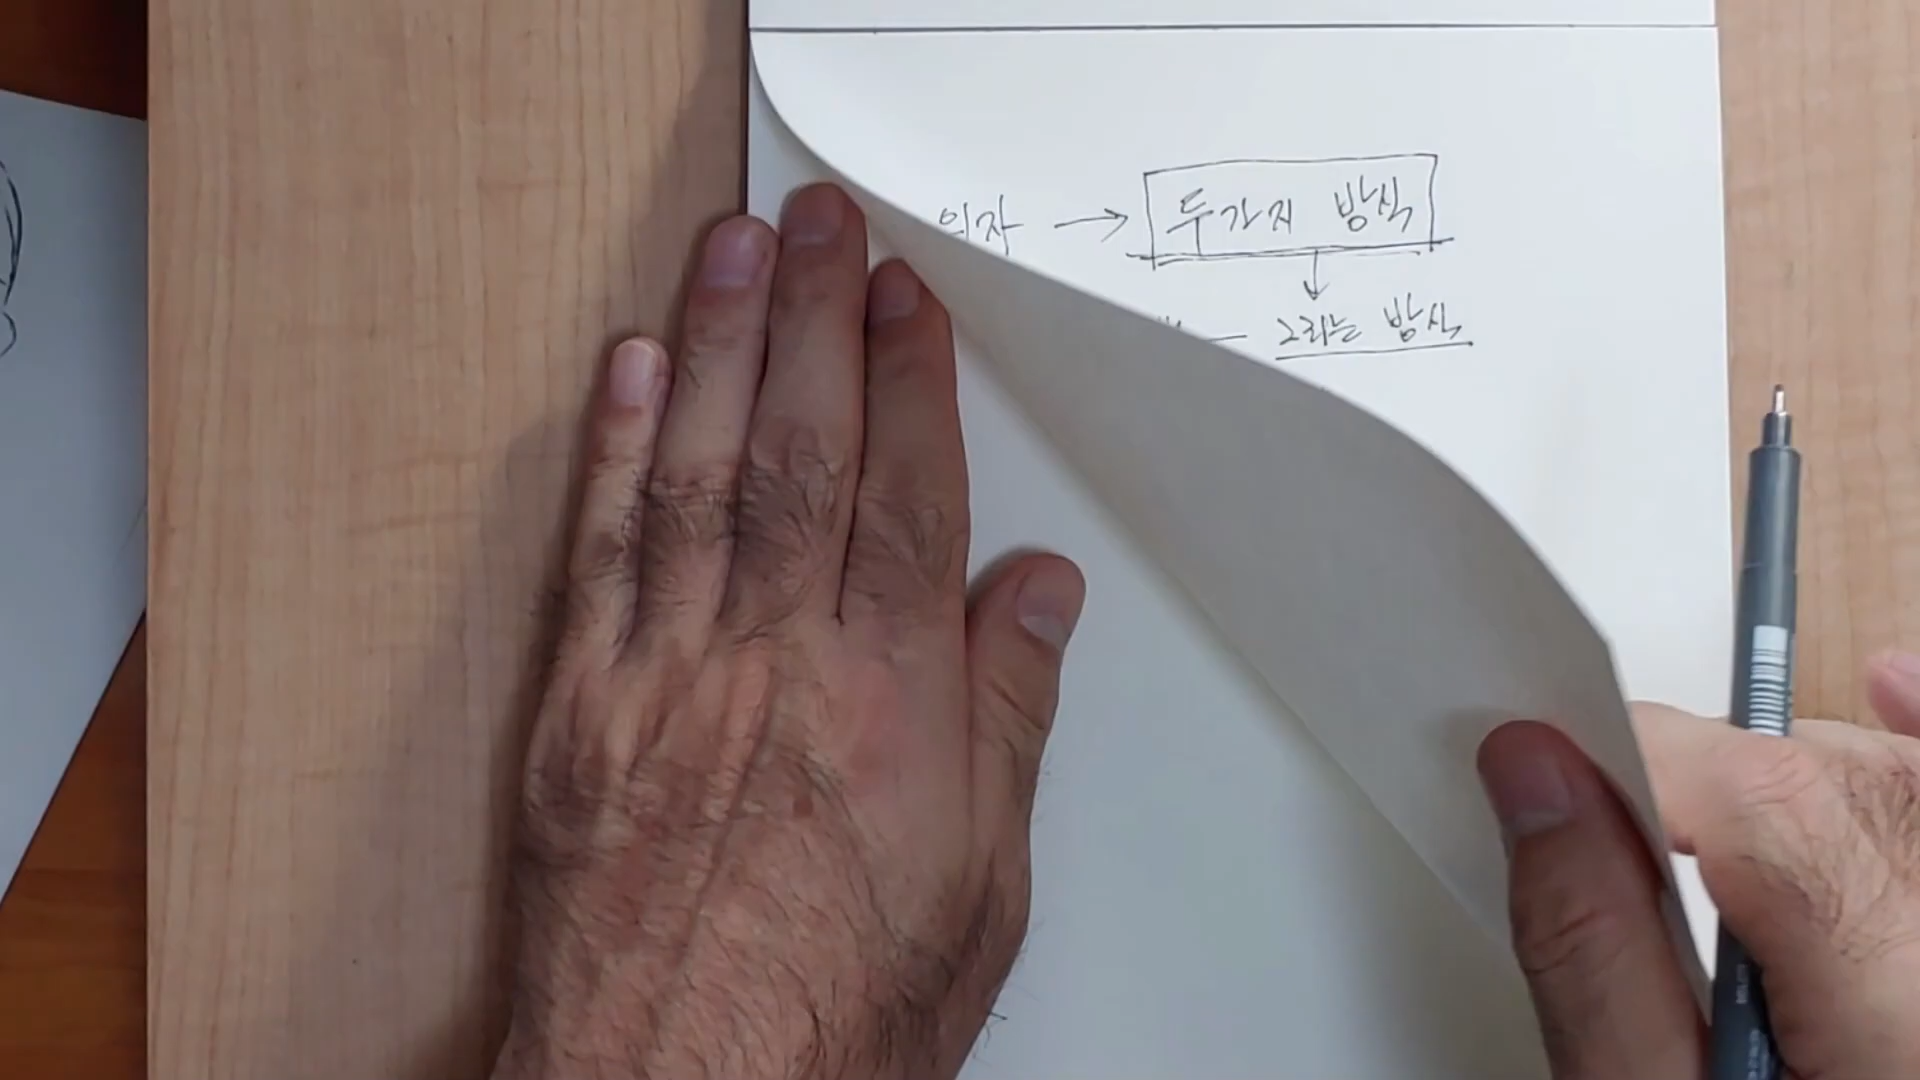 의자 → 두가지 방식
↓
— 그리는 방식